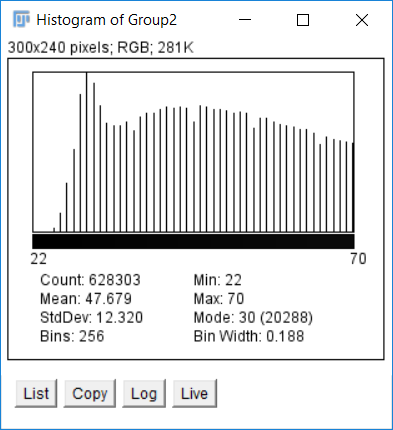 Histogram of Group2
300x240 pixels; RGB; 281K
22 70
Count: 628303 Min: 22
Mean: 47.679 Max: 70
StdDev: 12.320 Mode: 30 (20288)
Bins: 256 Bin Width: 0.188
List Copy Log Live